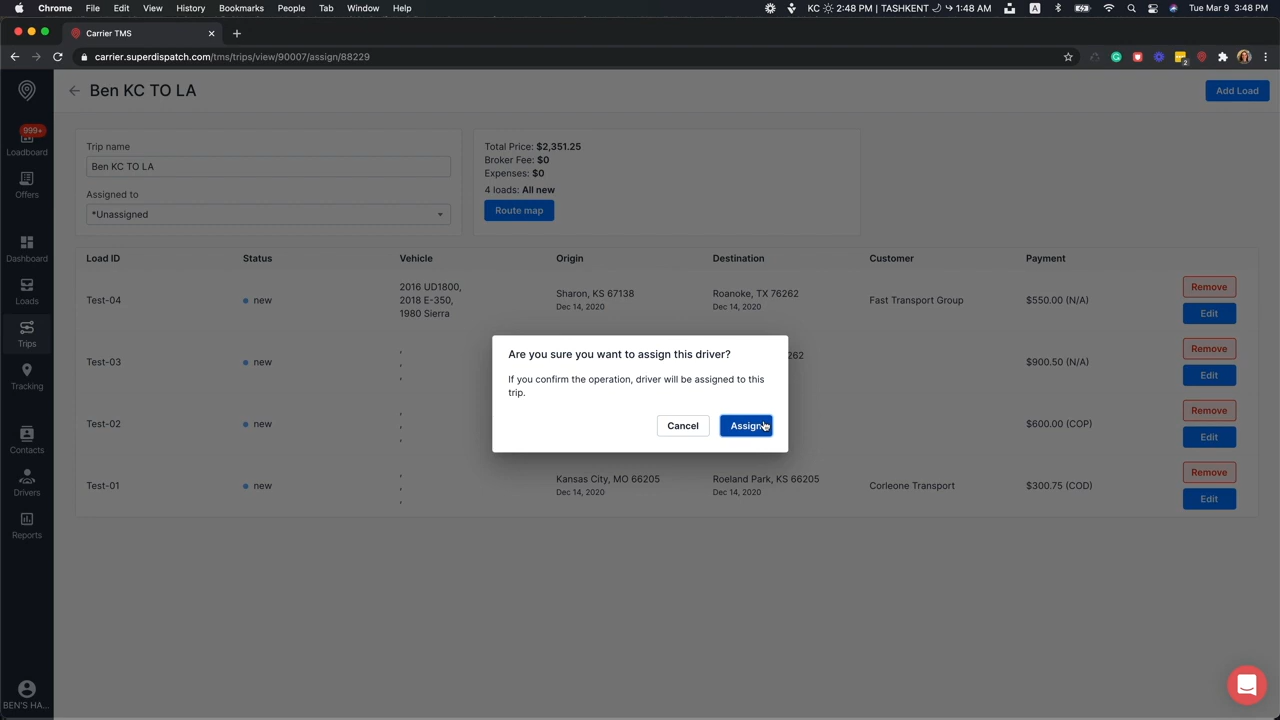 Chrome File Edit View History Bookmarks People Tab Window Help
KC 2:48 PM | TASHKENT → 1:48 AM
A
Tue Mar 9 3:48 PM
Carrier TMS
carrier.superdispatch.com/tms/trips/view/90007/assign/88229
2
Ben KC TO LA
Add Load
999+
Loadboard
Offers
Dashboard
Loads
Trips
Tracking
Contacts
Drivers
Reports
BEN'S HA...
Trip name
Ben KC TO LA
Assigned to
*Unassigned
Total Price: $2,351.25
Broker Fee: $0
Expenses: $0
4 loads: All new
Route map
Load ID Status Vehicle Origin Destination Customer Payment
Test-04 new 2016 UD1800, 2018 E-350, 1980 Sierra Sharon, KS 67138 Dec 14, 2020 Roanoke, TX 76262 Dec 14, 2020 Fast Transport Group $550.00 (N/A) Remove Edit
Test-03 new , , , 262 $900.50 (N/A) Remove Edit
Test-02 new , , , $600.00 (COP) Remove Edit
Test-01 new , , , Kansas City, MO 66205 Dec 14, 2020 Roeland Park, KS 66205 Dec 14, 2020 Corleone Transport $300.75 (COD) Remove Edit
Are you sure you want to assign this driver?
If you confirm the operation, driver will be assigned to this
trip.
Cancel Assign